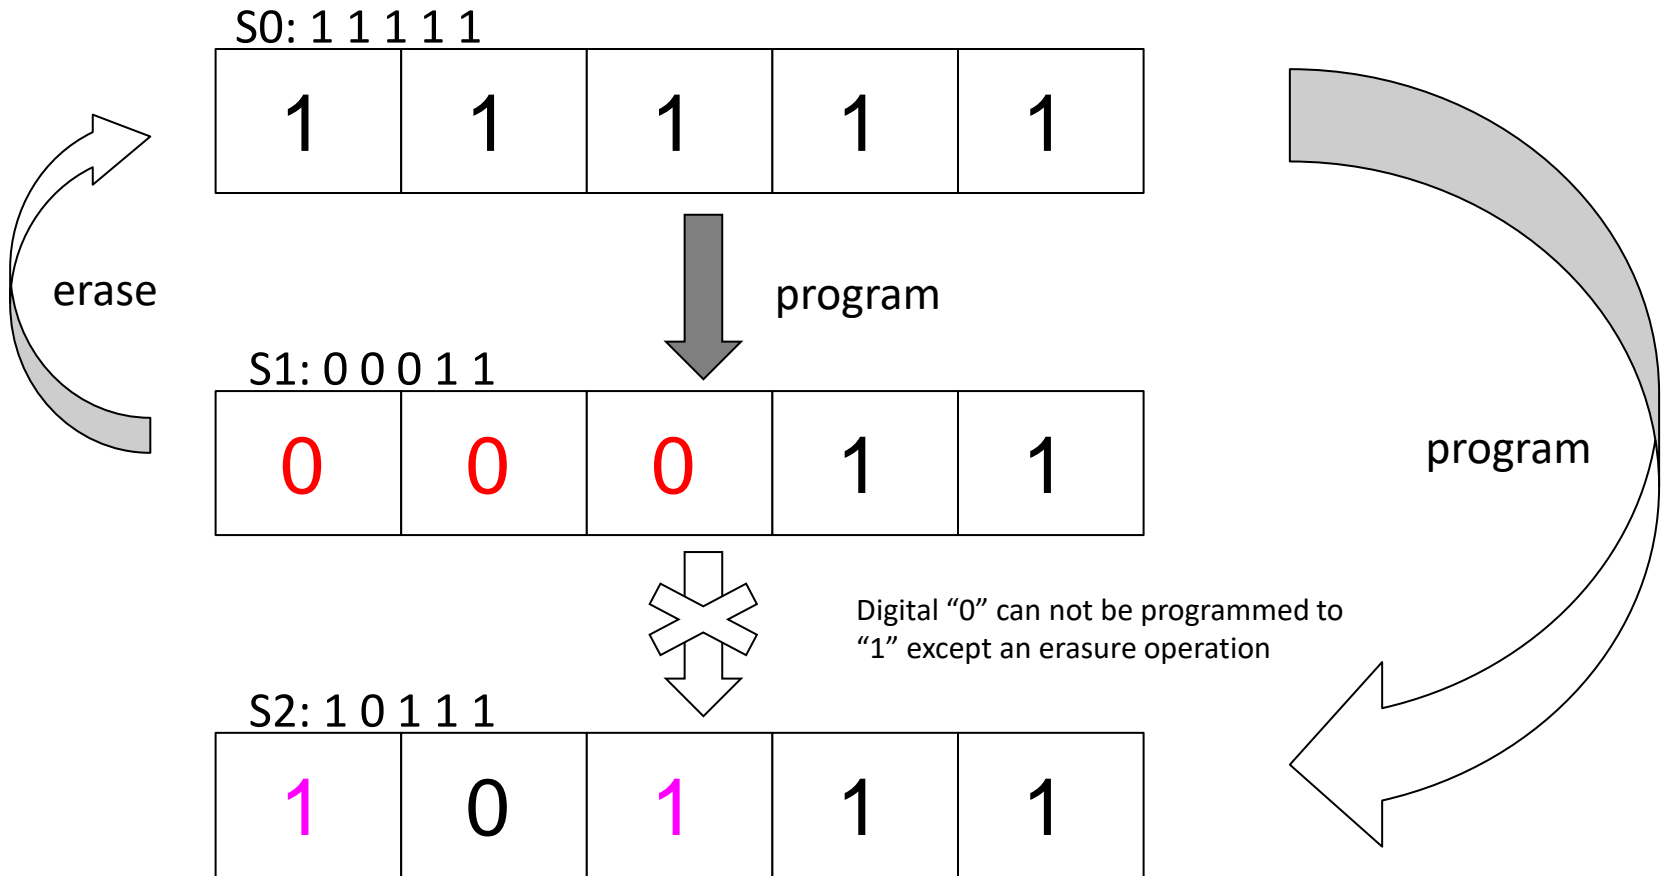 S0: 1 1 1 1 1
1 1 1 1 1
erase
program
S1: 0 0 0 1 1
0 0 0 1 1
program
Digital “0” can not be programmed to
“1” except an erasure operation
S2: 1 0 1 1 1
1 0 1 1 1